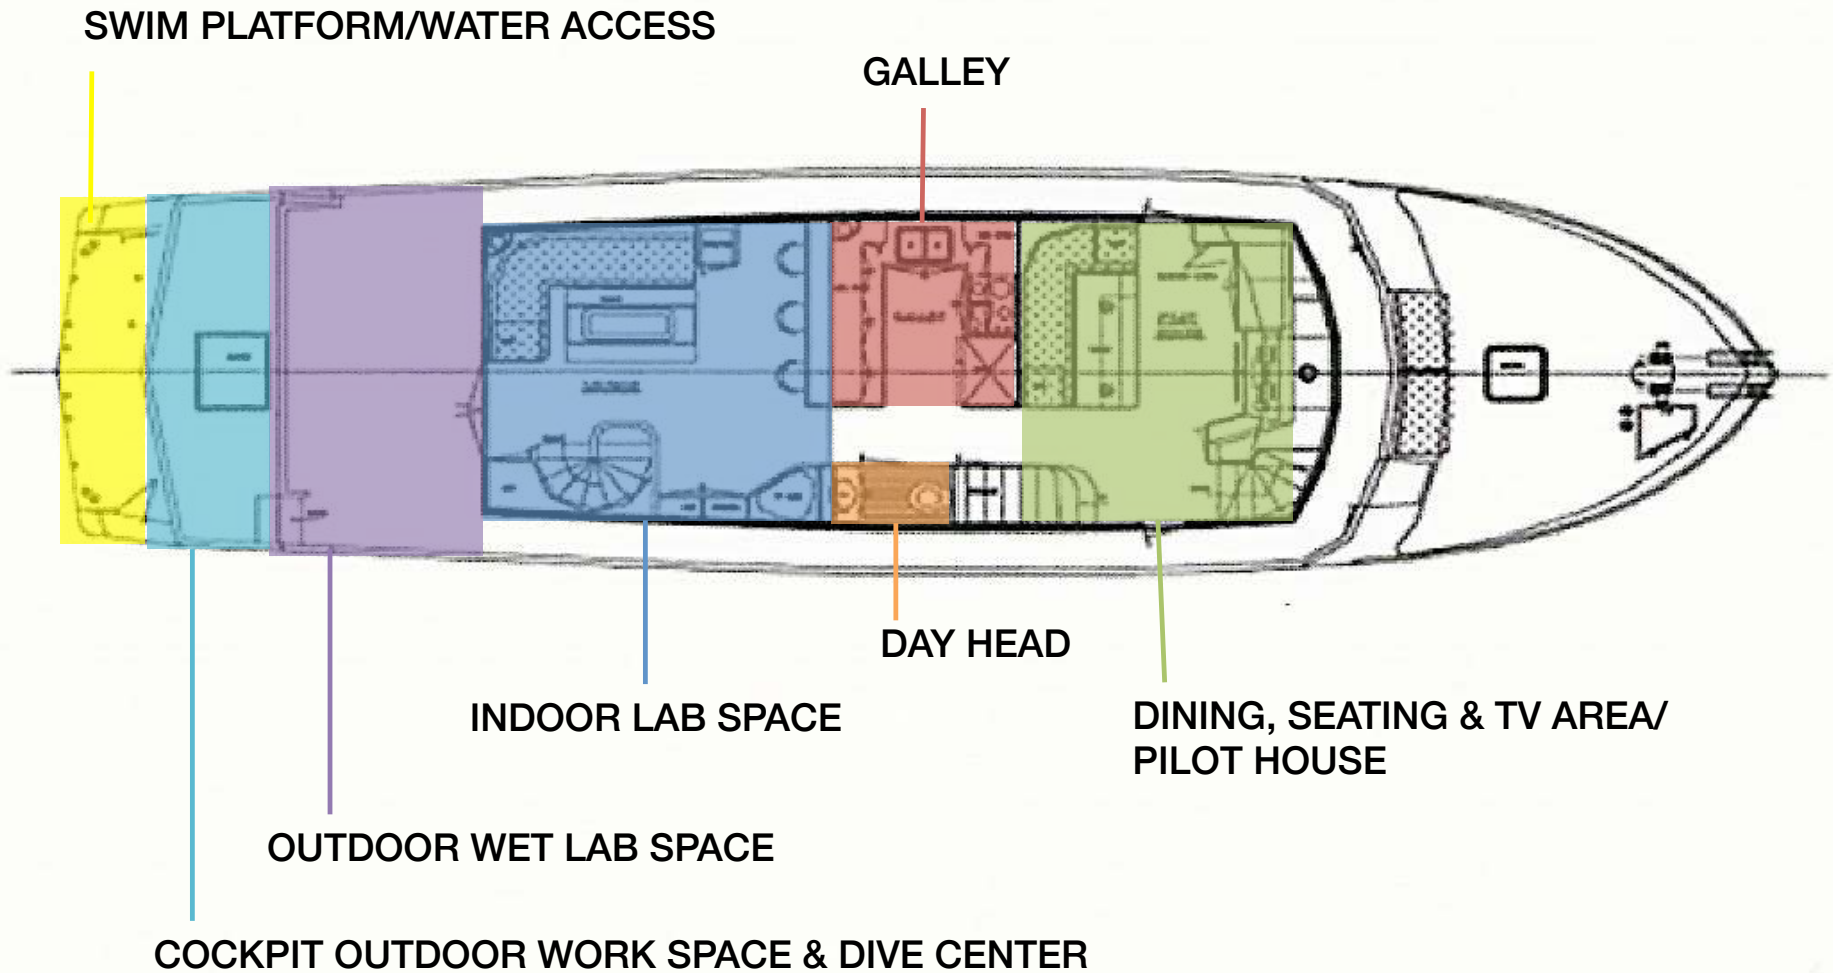 SWIM PLATFORM/WATER ACCESS
GALLEY
DAY HEAD
INDOOR LAB SPACE
DINING, SEATING & TV AREA/
PILOT HOUSE
OUTDOOR WET LAB SPACE
COCKPIT OUTDOOR WORK SPACE & DIVE CENTER